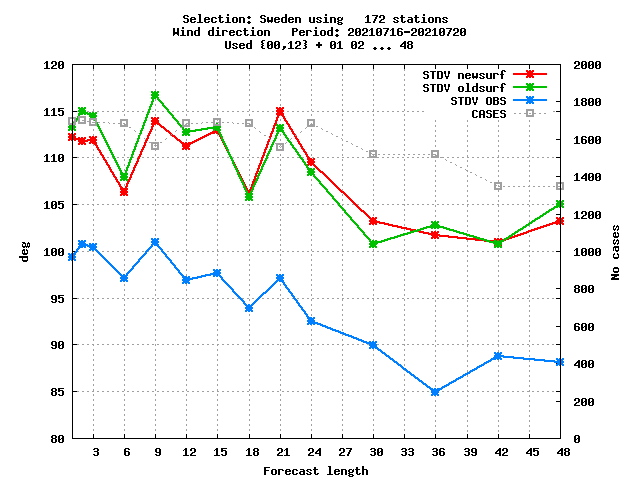 Selection: Sweden using   172 stations
Wind direction   Period: 20210716-20210720
Used {00,12} + 01 02 ... 48
STDV newsurf
STDV oldsurf
STDV OBS
CASES
120
115
110
105
100
95
90
85
80
deg
2000
1800
1600
1400
1200
1000
800
600
400
200
0
No cases
3 6 9 12 15 18 21 24 27 30 33 36 39 42 45 48
Forecast length